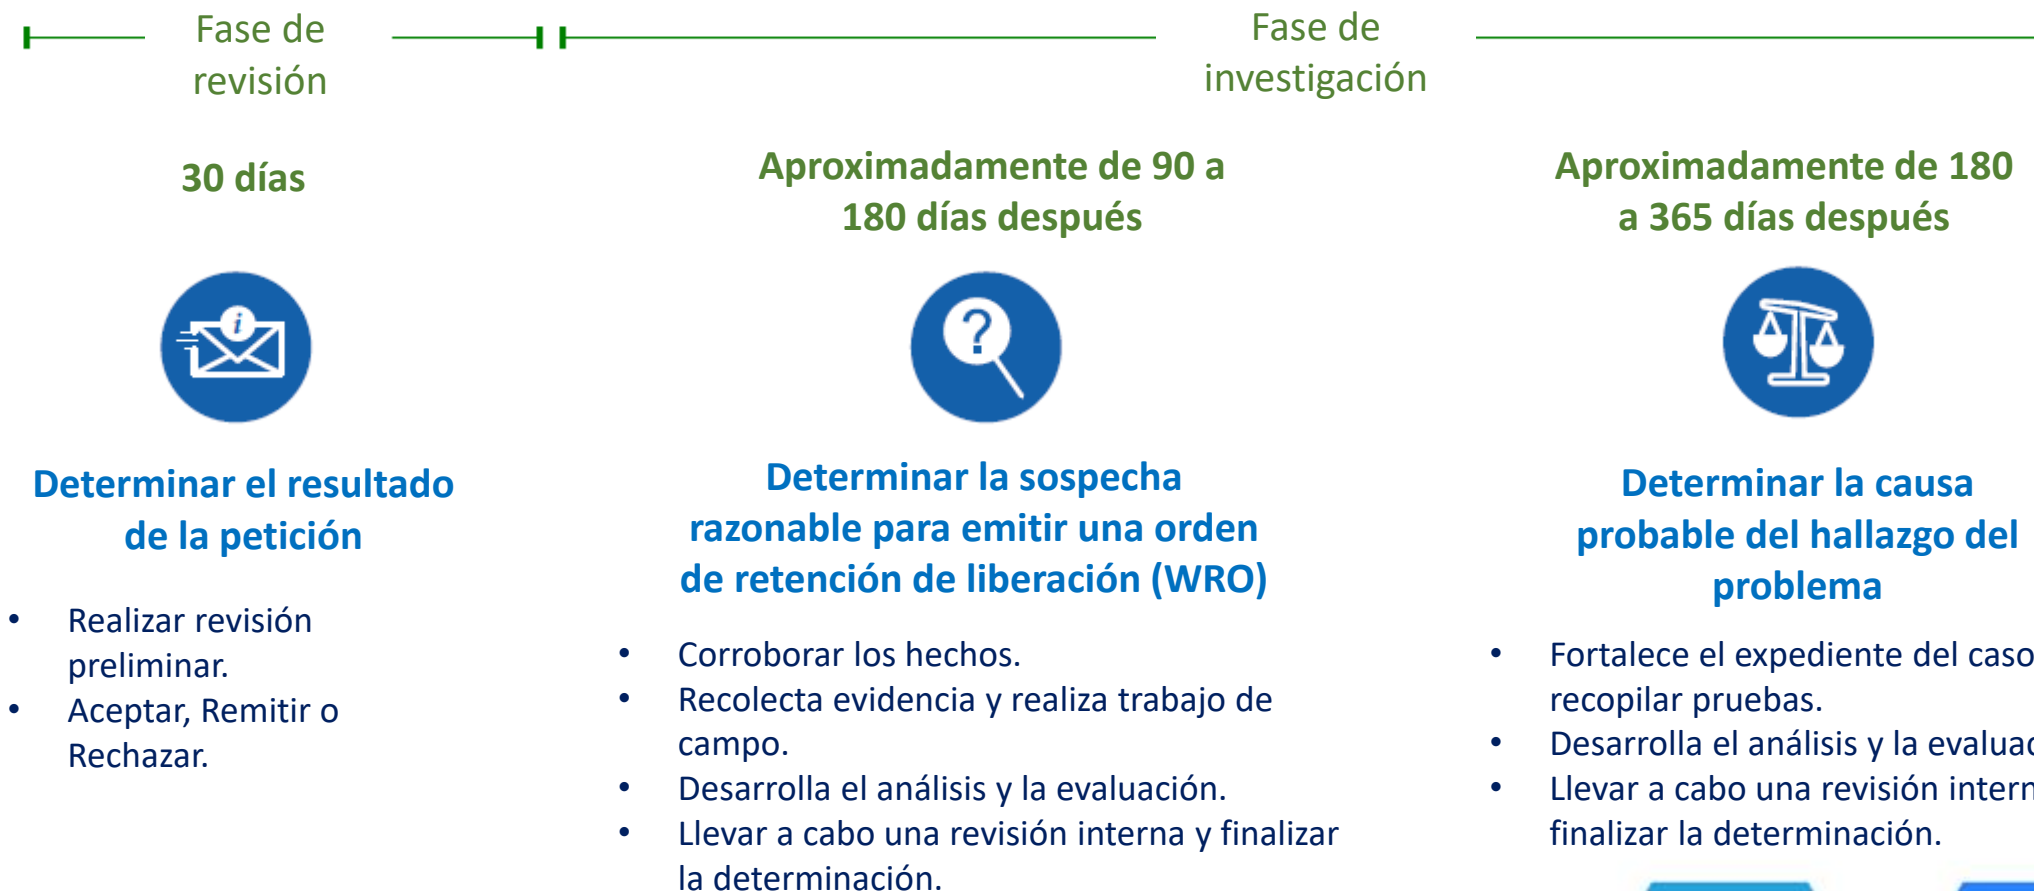 Fase de
revisión
Fase de
investigación
30 días
Determinar el resultado
de la petición
• Realizar revisión
preliminar.
• Aceptar, Remitir o
Rechazar.
Aproximadamente de 90 a
180 días después
?
Determinar la sospecha
razonable para emitir una orden
de retención de liberación (WRO)
• Corroborar los hechos.
• Recolecta evidencia y realiza trabajo de
campo.
• Desarrolla el análisis y la evaluación.
• Llevar a cabo una revisión interna y finalizar
la determinación.
Aproximadamente de 180
a 365 días después
Determinar la causa
probable del hallazgo del
problema
• Fortalece el expediente del caso
recopilar pruebas.
• Desarrolla el análisis y la
• Llevar a cabo una revisión
finalizar la determinación.